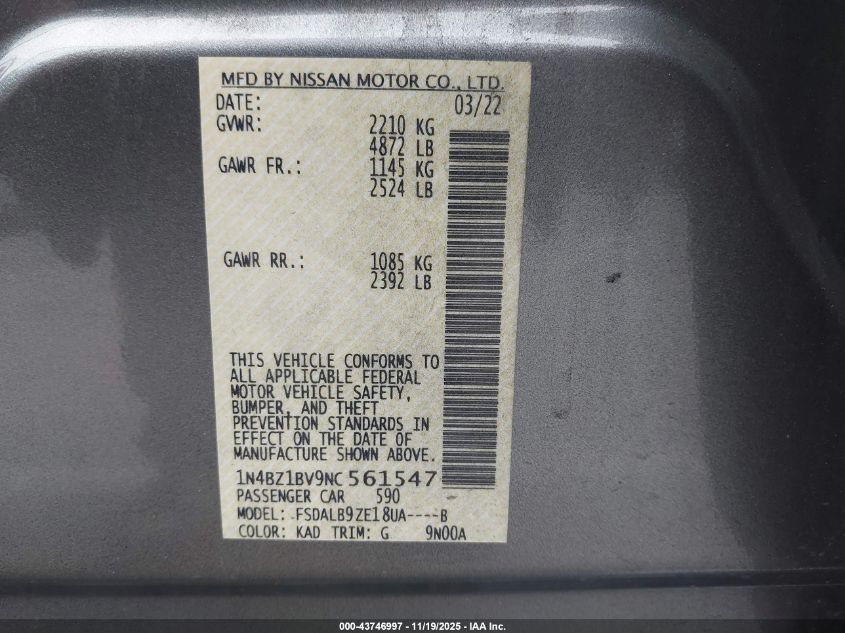 MFD BY NISSAN MOTOR CO., LTD.
DATE: 03/22
GVWR: 2210 KG
4872 LB
GAWR FR.: 1145 KG
2524 LB
GAWR RR.: 1085 KG
2392 LB
THIS VEHICLE CONFORMS TO
ALL APPLICABLE FEDERAL
MOTOR VEHICLE SAFETY,
BUMPER, AND THEFT
PREVENTION STANDARDS IN
EFFECT ON THE DATE OF
MANUFACTURE SHOWN ABOVE.
1N4BZ1BV9NC561547
PASSENGER CAR 590
MODEL: FSDALB9ZE18UA----B
COLOR: KAD TRIM: G 9N00A
000-43746997 - 11/19/2025 - IAA Inc.